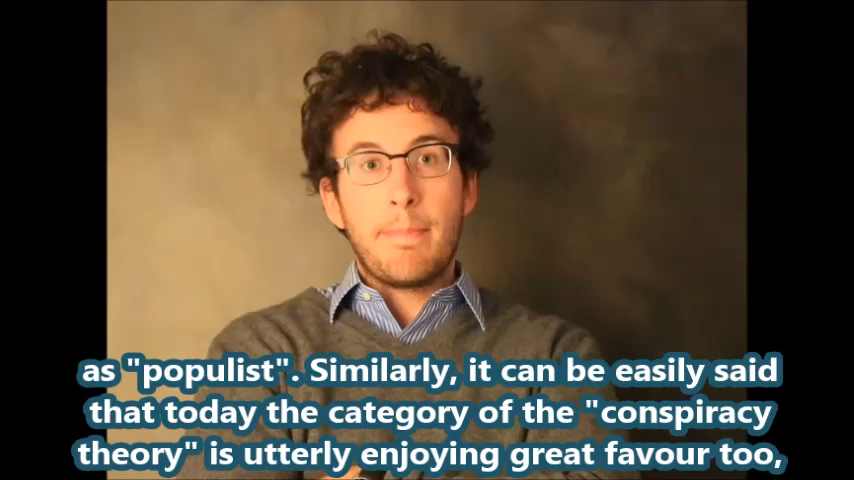 as "populist". Similarly, it can be easily said
that today the category of the "conspiracy
theory" is utterly enjoying great favour too,